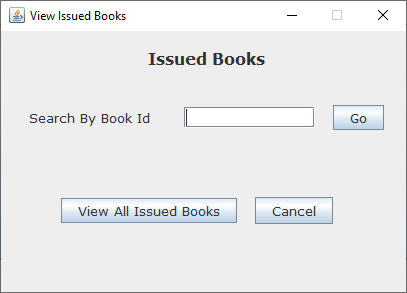 View Issued Books
Issued Books
Search By Book Id
Go
View All Issued Books
Cancel